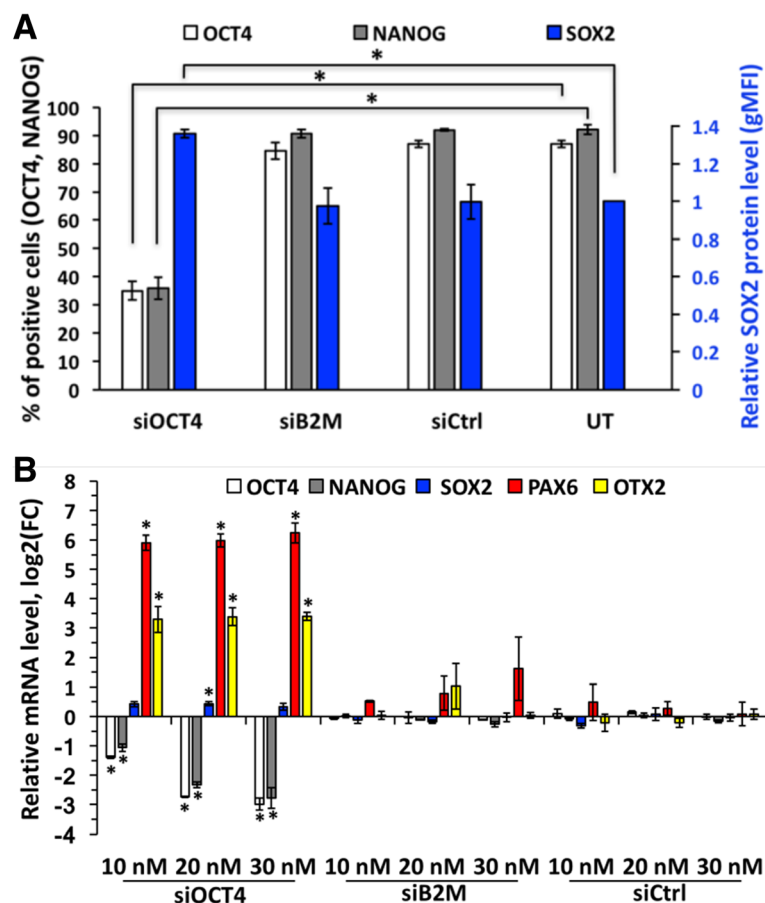 A
OCT4 NANOG SOX2
*
*
*
% of positive cells (OCT4, NANOG)
100
90
80
70
60
50
40
30
20
10
0
1.4
1.2
1
0.8
0.6
0.4
0.2
0
Relative SOX2 protein level (gMFI)
siOCT4 siB2M siCtrl UT
B
OCT4 NANOG SOX2 PAX6 OTX2
Relative mRNA level, log2(FC)
8
7
6
5
4
3
2
1
0
-1
-2
-3
-4
* * *
* * *
*
* * * * * *
10 nM 20 nM 30 nM 10 nM 20 nM 30 nM 10 nM 20 nM 30 nM
siOCT4 siB2M siCtrl